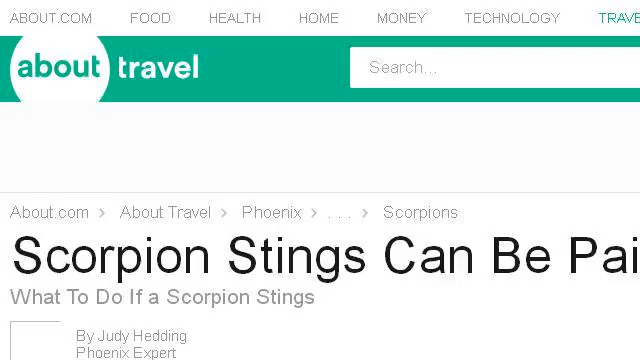 ABOUT.COM FOOD HEALTH HOME MONEY TECHNOLOGY TRAVE
about travel
Search...
About.com > About Travel > Phoenix > . . . > Scorpions
Scorpion Stings Can Be Pai
What To Do If a Scorpion Stings
By Judy Hedding
Phoenix Expert